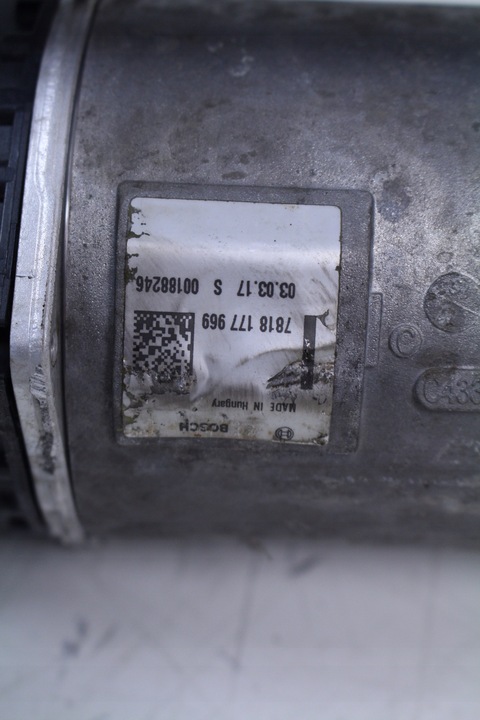 BOSCH
MADE IN Hungary
7818 177 969
03.03.17 S 00188246
C